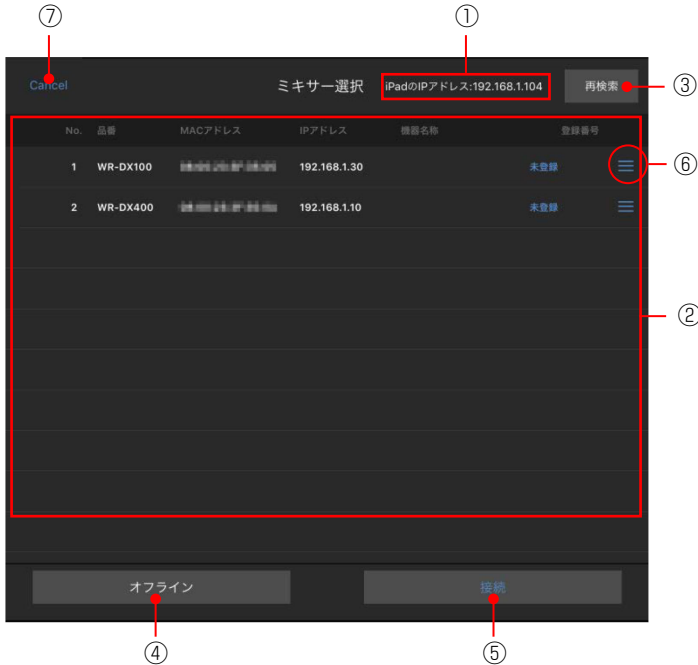 ⑦ ①
Cancel ミキサー選択 iPadのIPアドレス:192.168.1.104 再検索 ③
No. 品番 MACアドレス IPアドレス 機器名称 登録番号
1 WR-DX100 192.168.1.30 未登録 ⑥
2 WR-DX400 192.168.1.10 未登録
②
オフライン 接続
④ ⑤